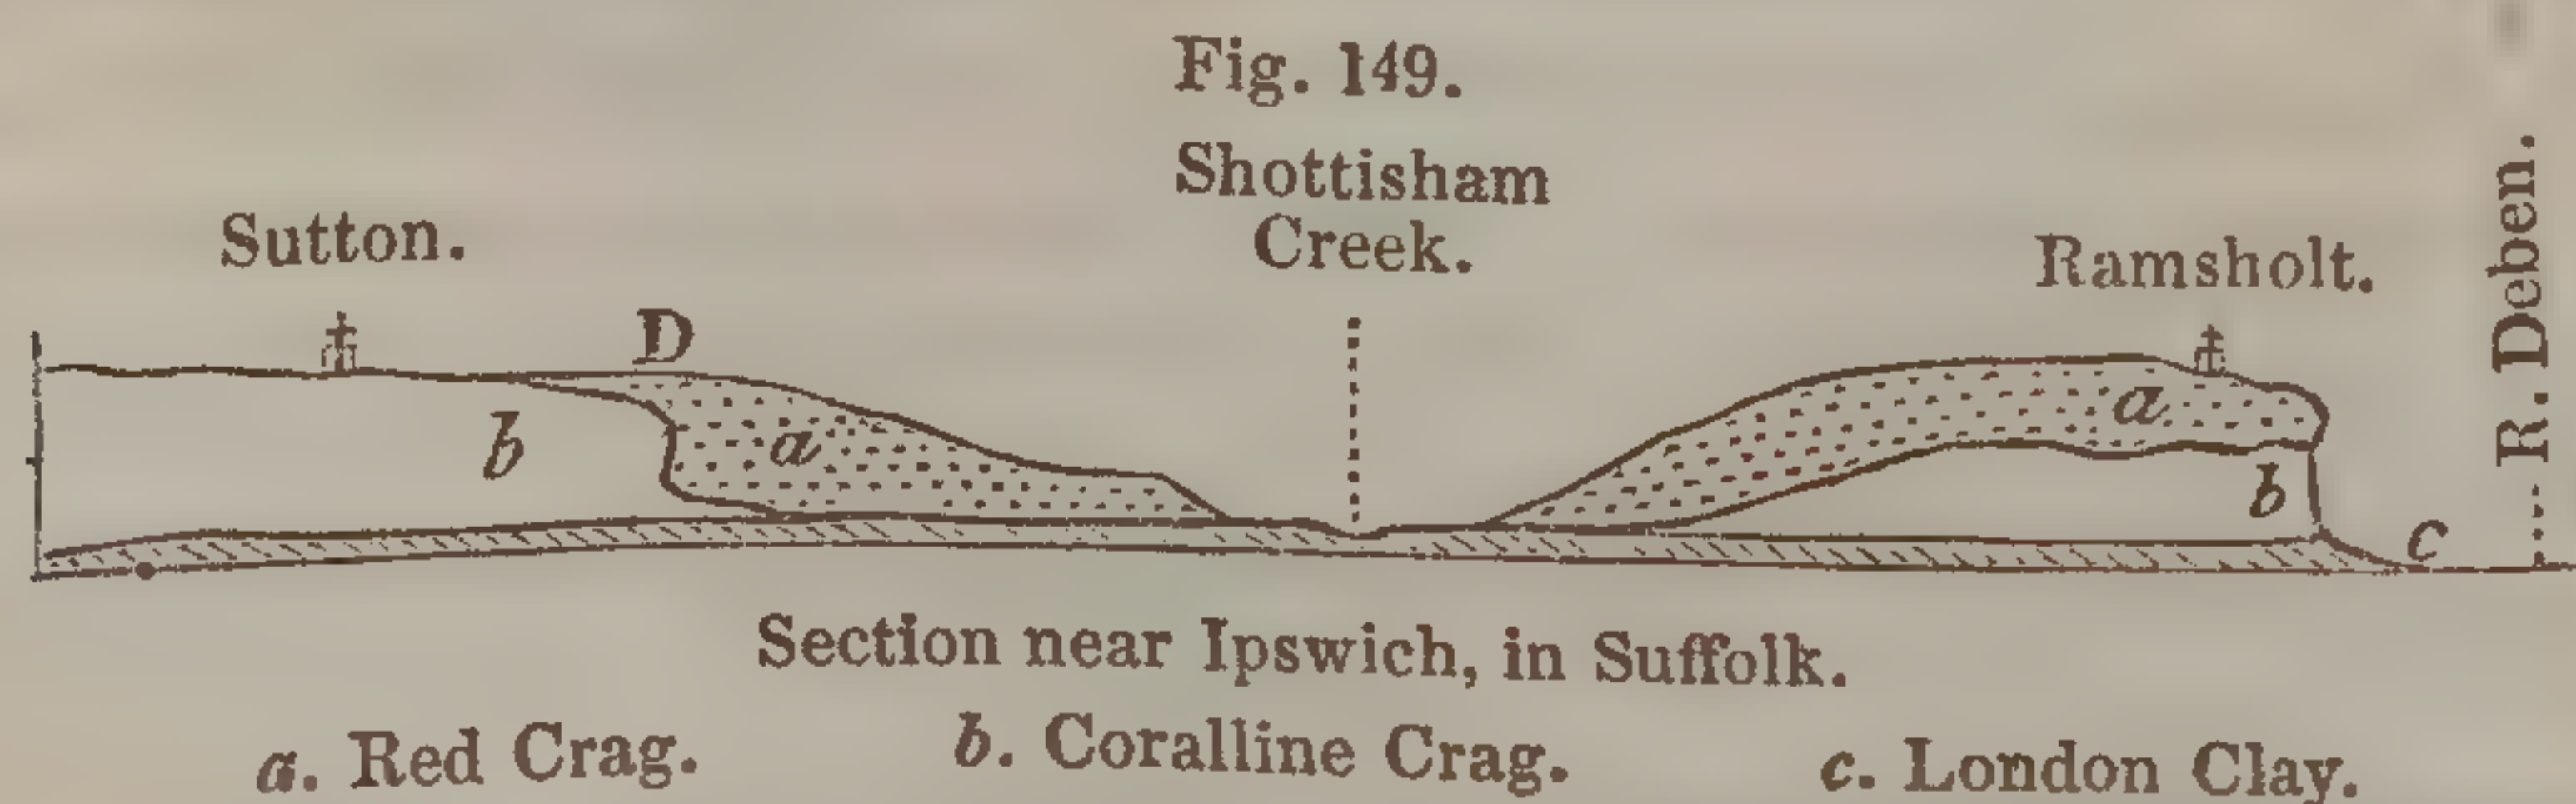 Fig. 149.
Shottisham
Creek.
Sutton.
Ramsholt.
R. Deben.
D
a
a
b
b
c
Section near Ipswich, in Suffolk.
a. Red Crag.
b. Coralline Crag.
c. London Clay.